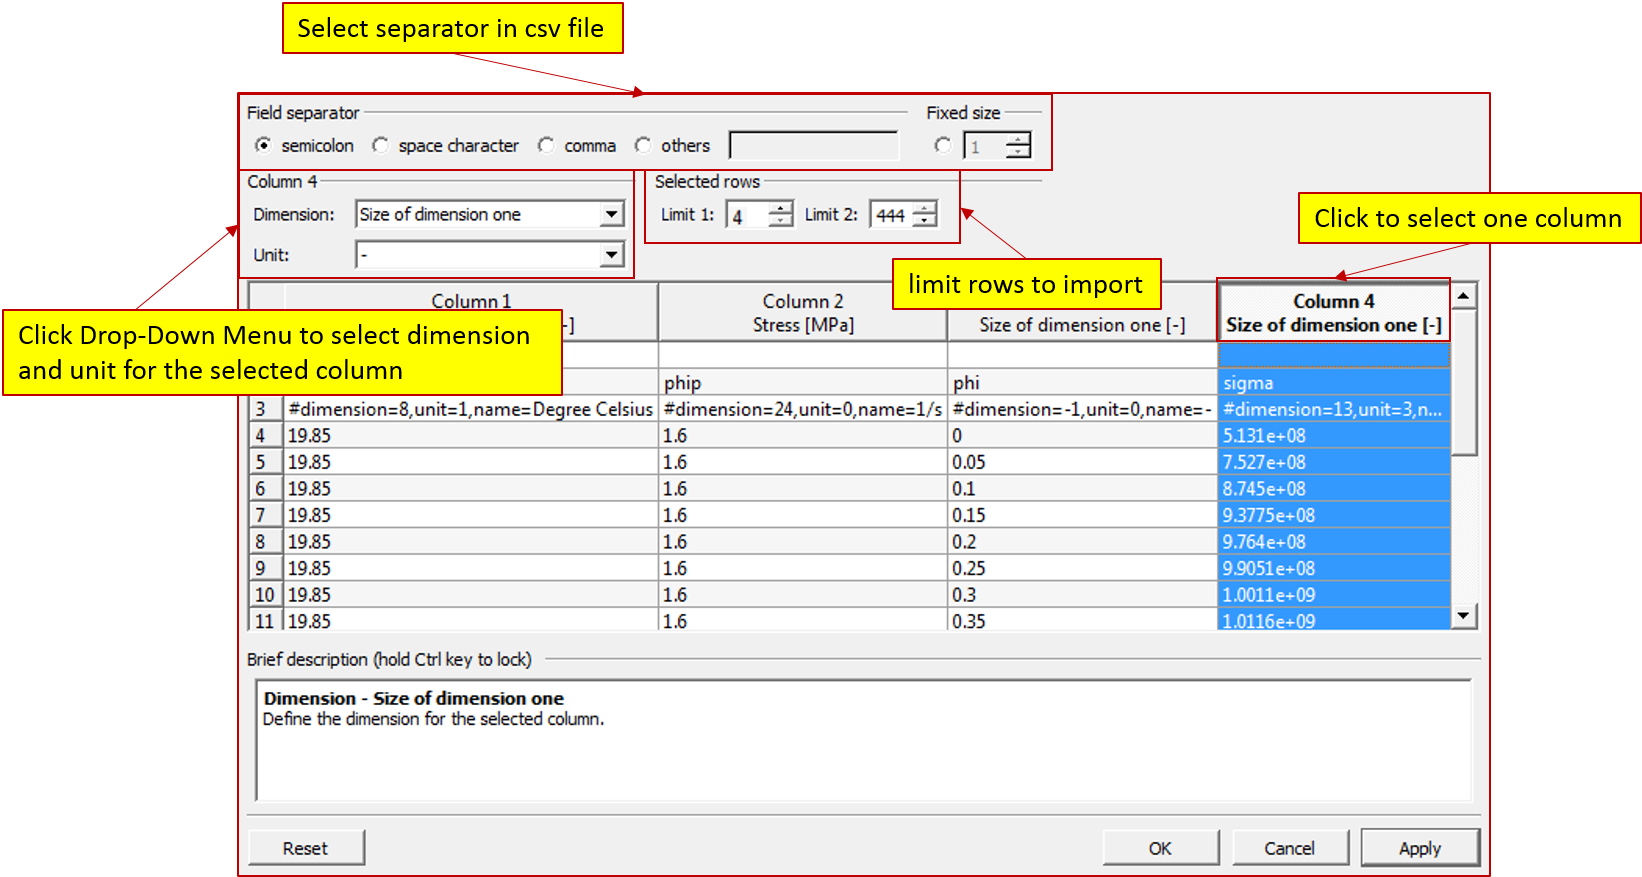 Select separator in csv file
Field separator
Fixed size
semicolon space character comma others 1
Column 4
Selected rows
Dimension: Size of dimension one
Limit 1: 4 Limit 2: 444
Unit: -
Click to select one column
limit rows to import
Click Drop-Down Menu to select dimension
and unit for the selected column
Column 1 Column 2 Column 4
-] Stress [MPa] Size of dimension one [-] Size of dimension one [-]
phip phi sigma
3 #dimension=8,unit=1,name=Degree Celsius #dimension=24,unit=0,name=1/s #dimension=-1,unit=0,name=- #dimension=13,unit=3,n...
4 19.85 1.6 0 5.131e+08
5 19.85 1.6 0.05 7.527e+08
6 19.85 1.6 0.1 8.745e+08
7 19.85 1.6 0.15 9.3775e+08
8 19.85 1.6 0.2 9.764e+08
9 19.85 1.6 0.25 9.9051e+08
10 19.85 1.6 0.3 1.0011e+09
11 19.85 1.6 0.35 1.0116e+09
Brief description (hold Ctrl key to lock)
Dimension - Size of dimension one
Define the dimension for the selected column.
Reset OK Cancel Apply